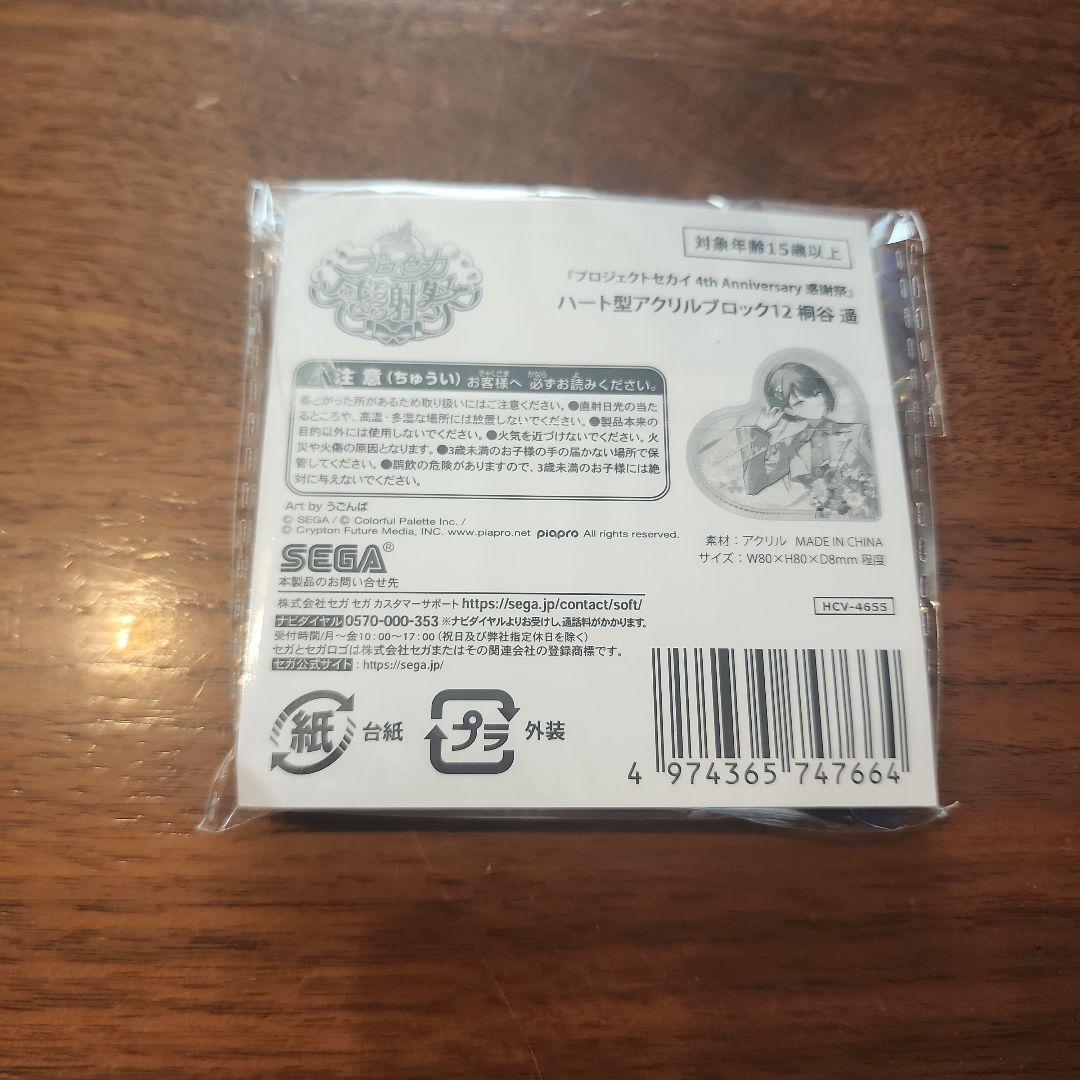 プロセカ
感謝祭
対象年齢15歳以上
『プロジェクトセカイ 4th Anniversary 感謝祭』
ハート型アクリルブロック12 桐谷 遥
注 意 (ちゅうい) お客様へ 必ずお読みください。
きゃくさま かなら よ
とがった所があるため取り扱いにはご注意ください。●直射日光の当た
るところや、高温・多湿な場所には放置しないでください。●製品本来の
目的以外には使用しないでください。●火気を近づけないでください。火
災や火傷の原因となります。●3歳未満のお子様の手の届かない場所で保
管してください。●誤飲の危険がありますので、3歳未満のお子様には絶
対に与えないでください。
Art by うごんば
© SEGA / © Colorful Palette Inc. /
© Crypton Future Media, INC. www.piapro.net piapro All rights reserved.
素材：アクリル MADE IN CHINA
サイズ：W80×H80×D8mm 程度
SEGA®
本製品のお問い合せ先
株式会社セガ セガ カスタマーサポート https://sega.jp/contact/soft/
ナビダイヤル 0570-000-353 ※ナビダイヤルよりお受けし、通話料がかかります。
受付時間/月～金10：00～17：00 (祝日及び弊社指定休日を除く)
セガとセガロゴは株式会社セガまたはその関連会社の登録商標です。
セガ公式サイト：https://sega.jp/
HCV-4655
紙 台紙 プラ 外装
4 974365 747664